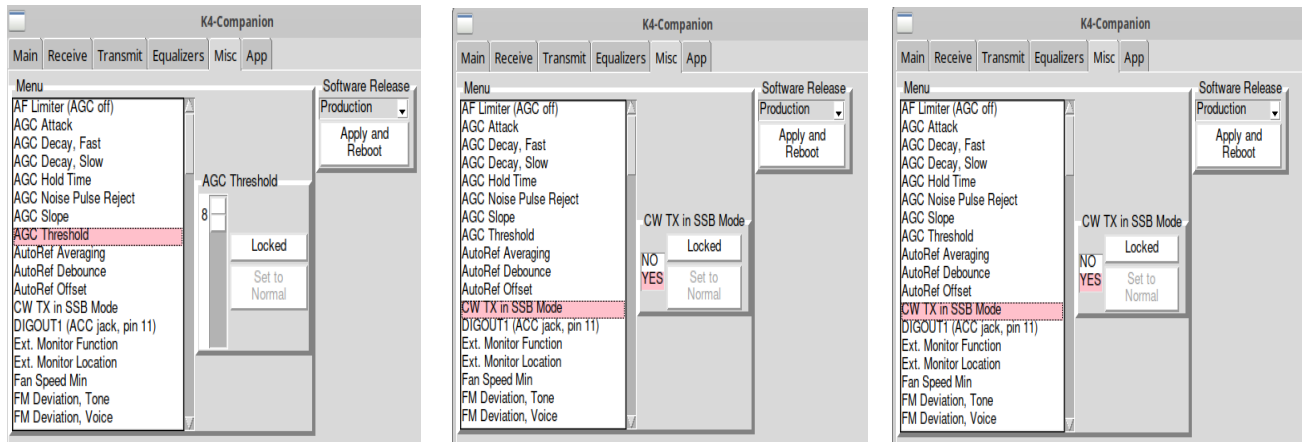 K4-Companion
Main Receive Transmit Equalizers Misc App
Menu
AF Limiter (AGC off)
AGC Attack
AGC Decay, Fast
AGC Decay, Slow
AGC Hold Time
AGC Noise Pulse Reject
AGC Slope
AGC Threshold
AutoRef Averaging
AutoRef Debounce
AutoRef Offset
CW TX in SSB Mode
DIGOUT1 (ACC jack, pin 11)
Ext. Monitor Function
Ext. Monitor Location
Fan Speed Min
FM Deviation, Tone
FM Deviation, Voice
AGC Threshold
8
Locked
Set to
Normal
Software Release
Production
Apply and
Reboot
K4-Companion
Main Receive Transmit Equalizers Misc App
Menu
AF Limiter (AGC off)
AGC Attack
AGC Decay, Fast
AGC Decay, Slow
AGC Hold Time
AGC Noise Pulse Reject
AGC Slope
AGC Threshold
AutoRef Averaging
AutoRef Debounce
AutoRef Offset
CW TX in SSB Mode
DIGOUT1 (ACC jack, pin 11)
Ext. Monitor Function
Ext. Monitor Location
Fan Speed Min
FM Deviation, Tone
FM Deviation, Voice
CW TX in SSB Mode
NO
YES
Locked
Set to
Normal
Software Release
Production
Apply and
Reboot
K4-Companion
Main Receive Transmit Equalizers Misc App
Menu
AF Limiter (AGC off)
AGC Attack
AGC Decay, Fast
AGC Decay, Slow
AGC Hold Time
AGC Noise Pulse Reject
AGC Slope
AGC Threshold
AutoRef Averaging
AutoRef Debounce
AutoRef Offset
CW TX in SSB Mode
DIGOUT1 (ACC jack, pin 11)
Ext. Monitor Function
Ext. Monitor Location
Fan Speed Min
FM Deviation, Tone
FM Deviation, Voice
CW TX in SSB Mode
NO
YES
Locked
Set to
Normal
Software Release
Production
Apply and
Reboot